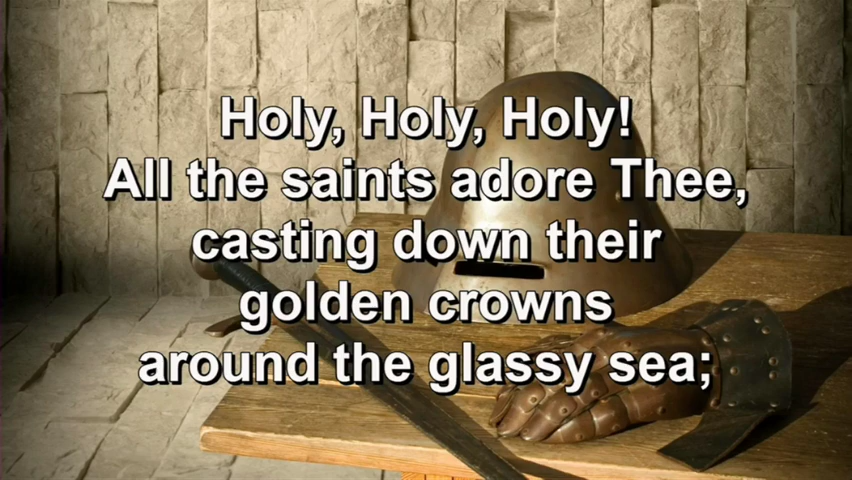 Holy, Holy, Holy!
All the saints adore Thee,
casting down their
golden crowns
around the glassy sea;